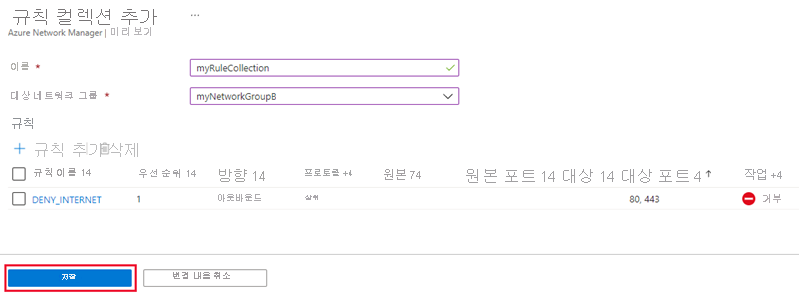 규칙 컬렉션 추가 ...
Azure Network Manager | 미리 보기
이름 *
myRuleCollection
대상 네트워크 그룹 *
myNetworkGroupB
규칙
+ 규칙 추가 삭제
규칙 이름 14 우선 순위 14 방향 14 프로토콜 +4 원본 74 원본 포트 14 대상 14 대상 포트 4 ↑ 작업 +4
DENY_INTERNET 1 아웃바운드 80, 443 거부
저장 변경 내용 취소